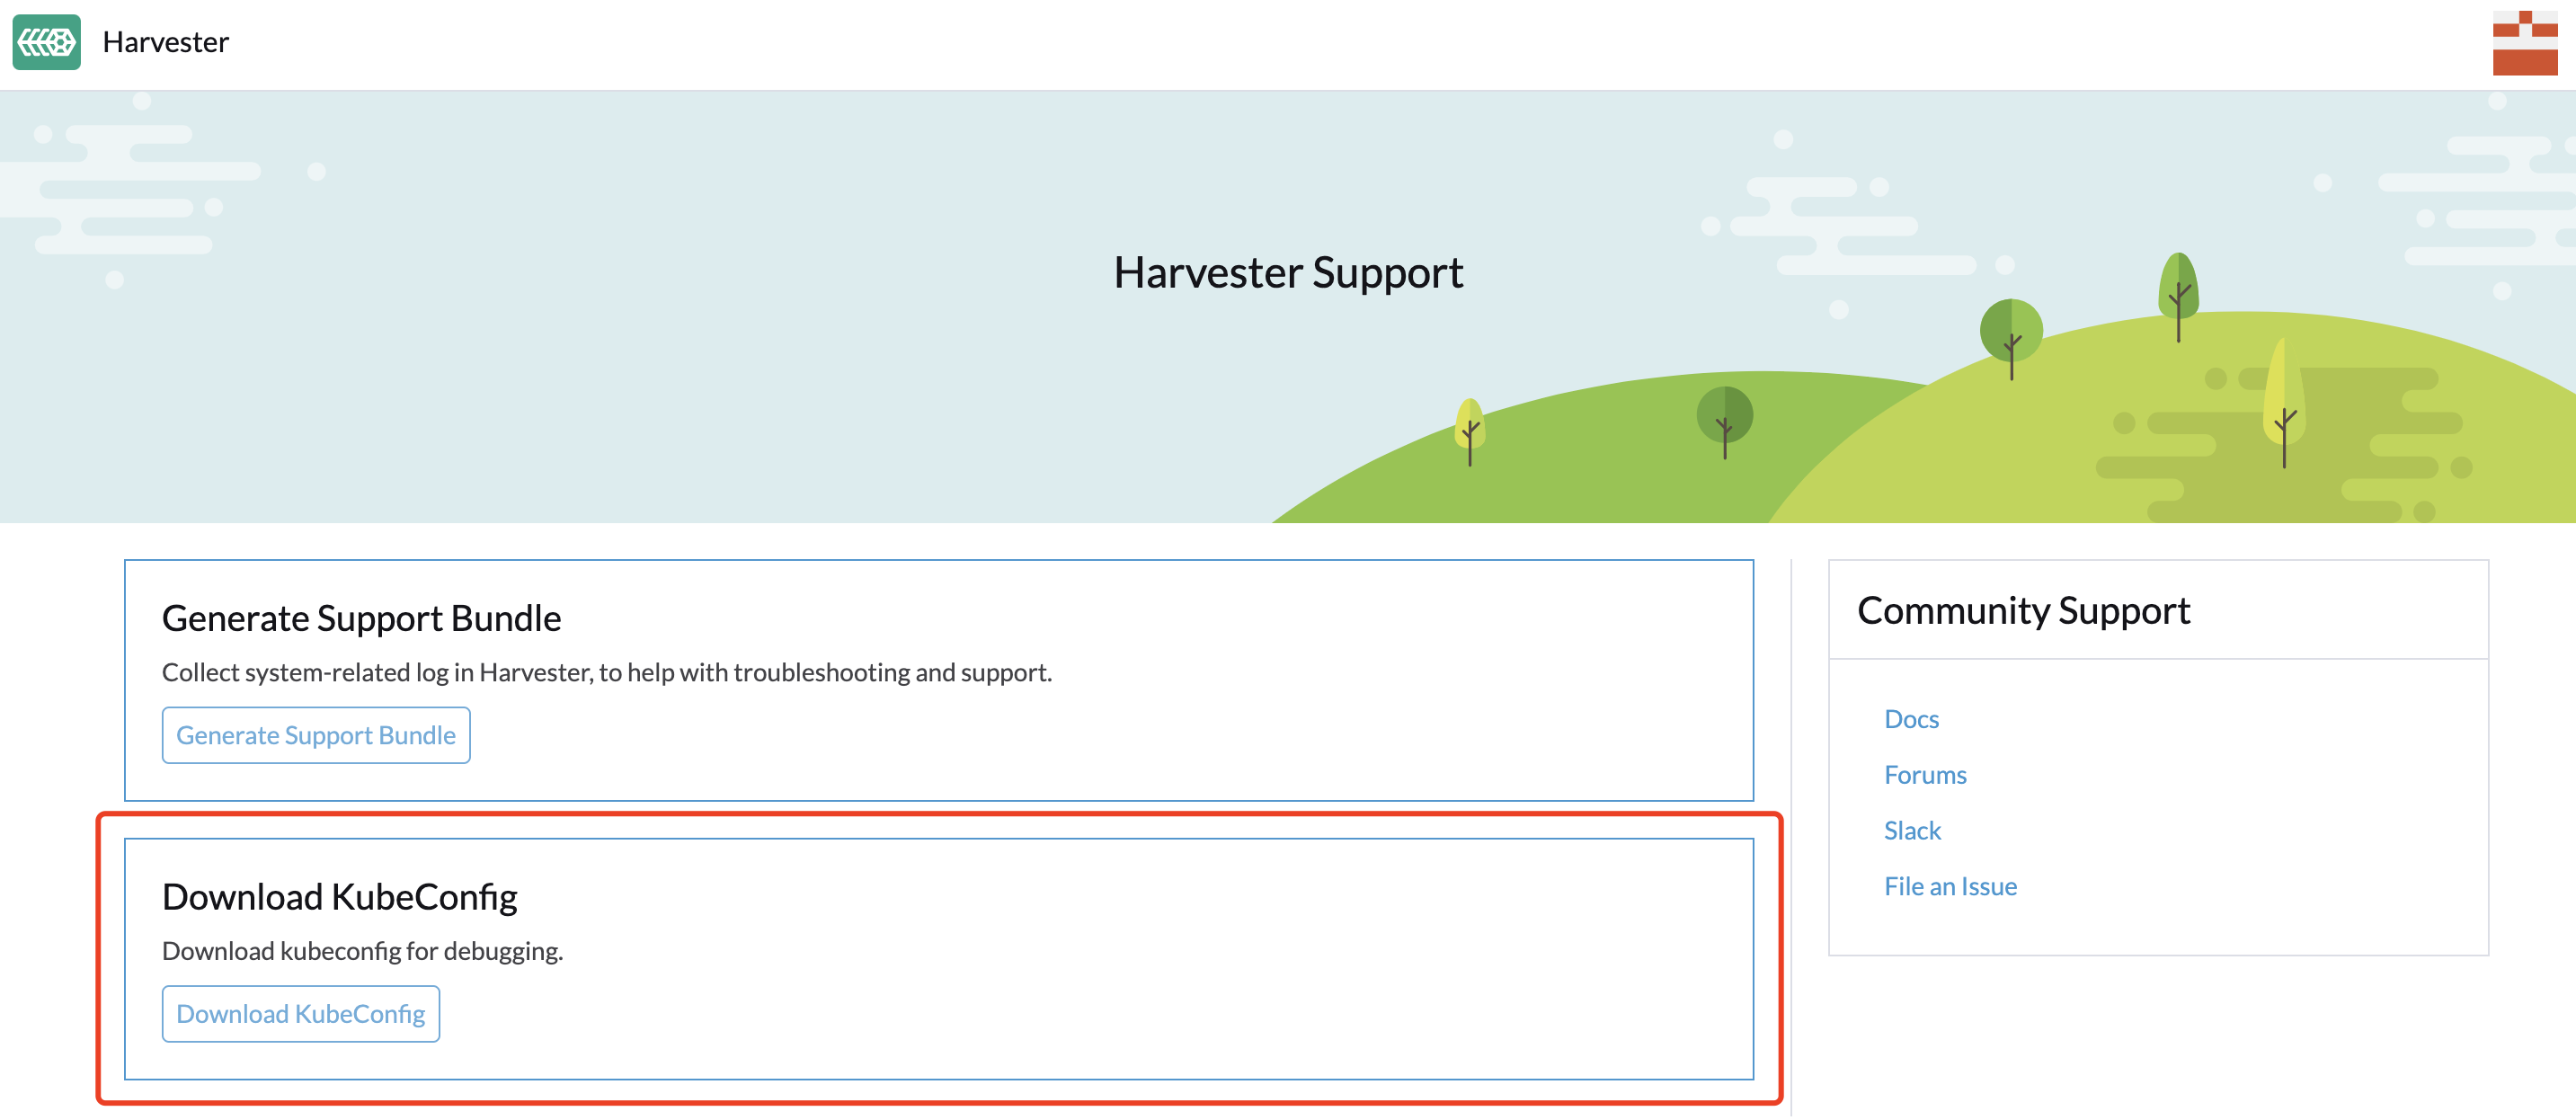 Harvester
Harvester Support
Generate Support Bundle
Collect system-related log in Harvester, to help with troubleshooting and support.
Generate Support Bundle
Download KubeConfig
Download kubeconfig for debugging.
Download KubeConfig
Community Support
Docs
Forums
Slack
File an Issue